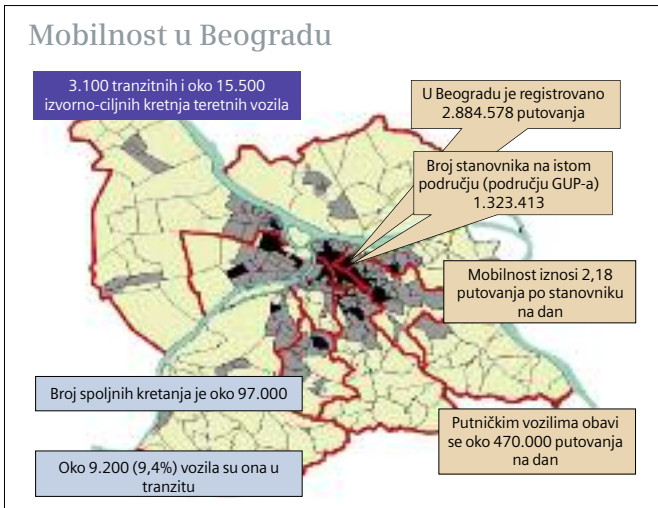 Mobilnost u Beogradu
3.100 tranzitnih i oko 15.500
izvorno-ciljnih kretnja teretnih vozila
U Beogradu je registrovano
2.884.578 putovanja
Broj stanovnika na istom
području (području GUP-a)
1.323.413
Mobilnost iznosi 2,18
putovanja po stanovniku
na dan
Broj spoljnih kretanja je oko 97.000
Putničkim vozilima obavi
se oko 470.000 putovanja
na dan
Oko 9.200 (9,4%) vozila su ona u
tranzitu